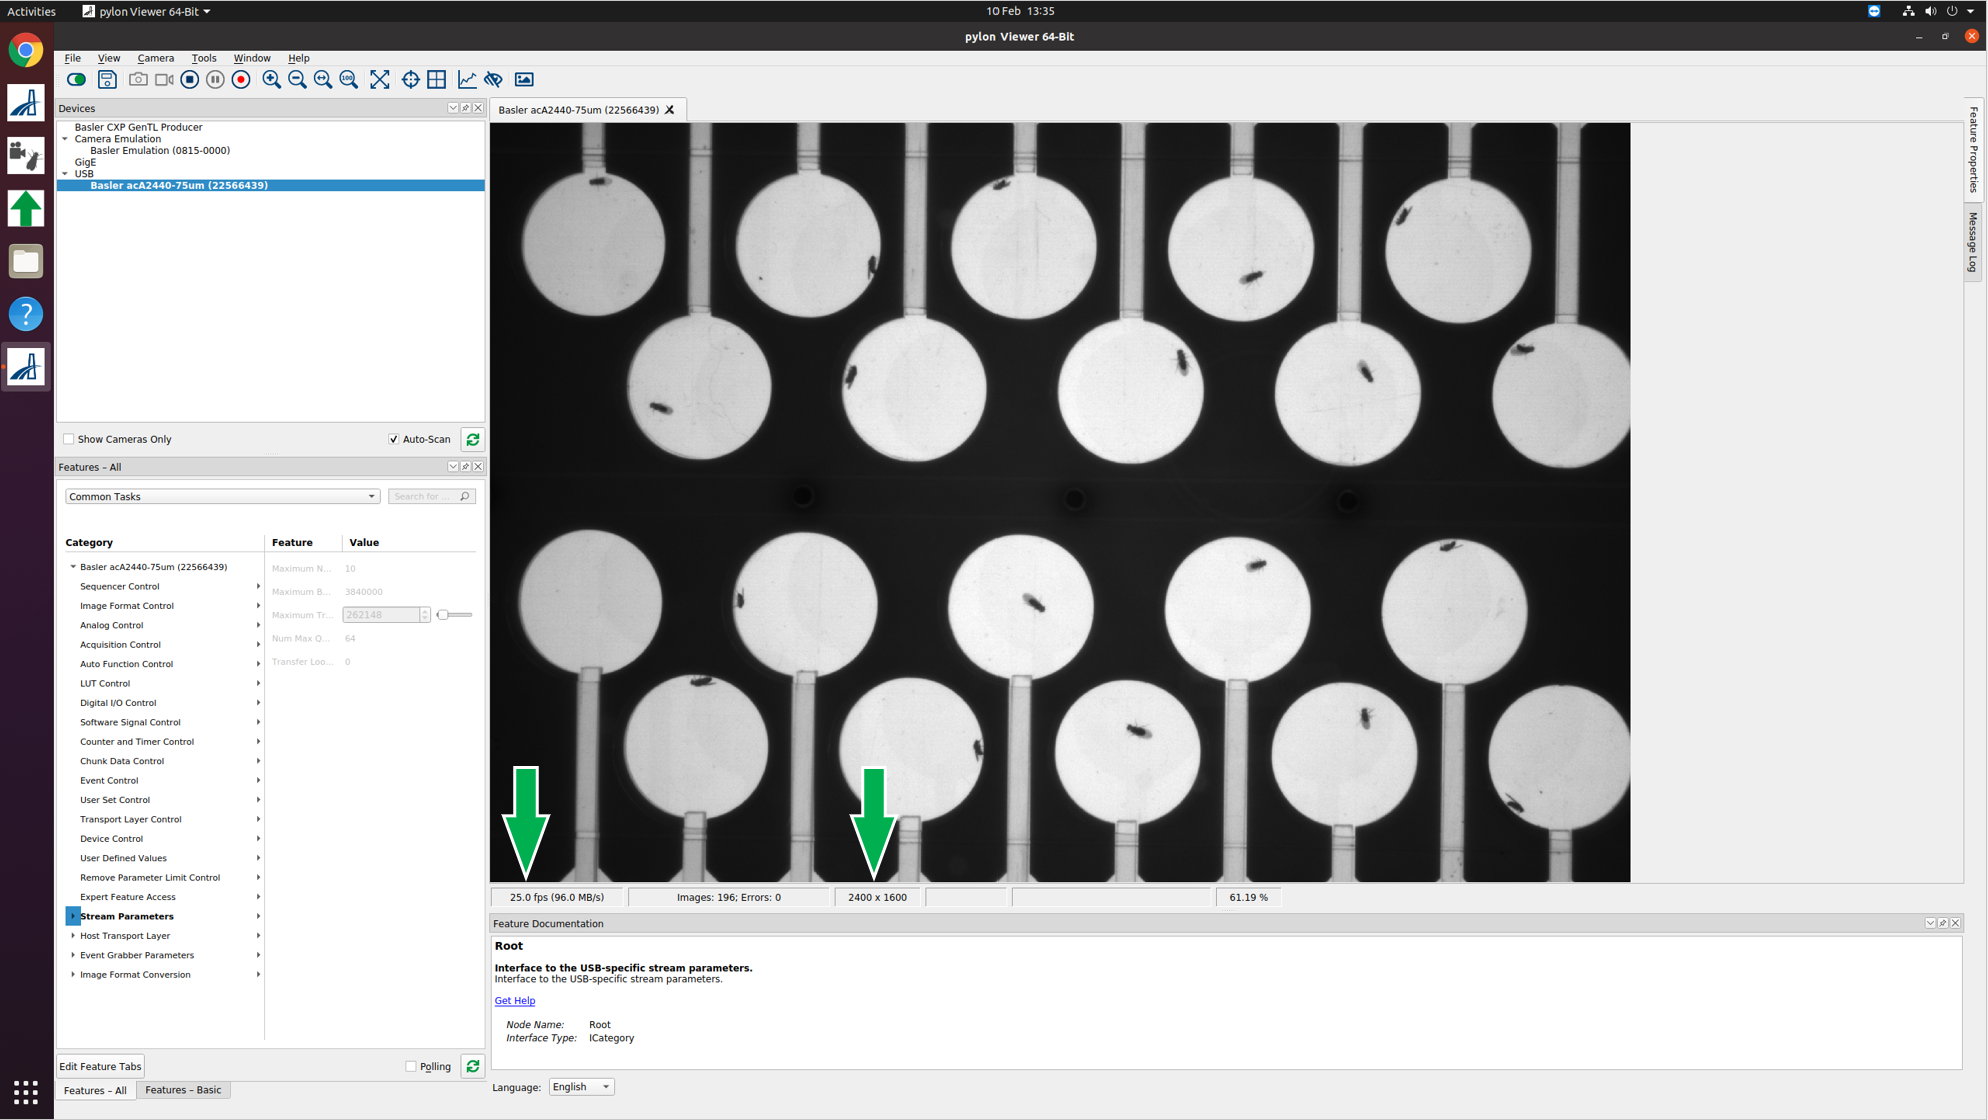 Activities pylon Viewer 64-Bit 10 Feb 13:35
pylon Viewer 64-Bit
File View Camera Tools Window Help
100
Devices
Basler CXP GenTL Producer
Camera Emulation
Basler Emulation (0815-0000)
GigE
USB
Basler acA2440-75um (22566439)
Show Cameras Only Auto-Scan
Features – All
Common Tasks Search for ...
Category Feature Value
Basler acA2440-75um (22566439)
Sequencer Control
Image Format Control
Analog Control
Acquisition Control
Auto Function Control
LUT Control
Digital I/O Control
Software Signal Control
Counter and Timer Control
Chunk Data Control
Event Control
User Set Control
Transport Layer Control
Device Control
User Defined Values
Remove Parameter Limit Control
Expert Feature Access
Stream Parameters
Host Transport Layer
Event Grabber Parameters
Image Format Conversion
Maximum N... 10
Maximum B... 3840000
Maximum Tr... 262148
Num Max Q... 64
Transfer Loo... 0
Edit Feature Tabs Polling
Features – All Features – Basic
Basler acA2440-75um (22566439)
25.0 fps (96.0 MB/s) Images: 196; Errors: 0 2400 x 1600 61.19 %
Feature Documentation
Root
Interface to the USB-specific stream parameters.
Interface to the USB-specific stream parameters.
Get Help
Node Name: Root
Interface Type: ICategory
Language: English
Feature Properties
Message Log